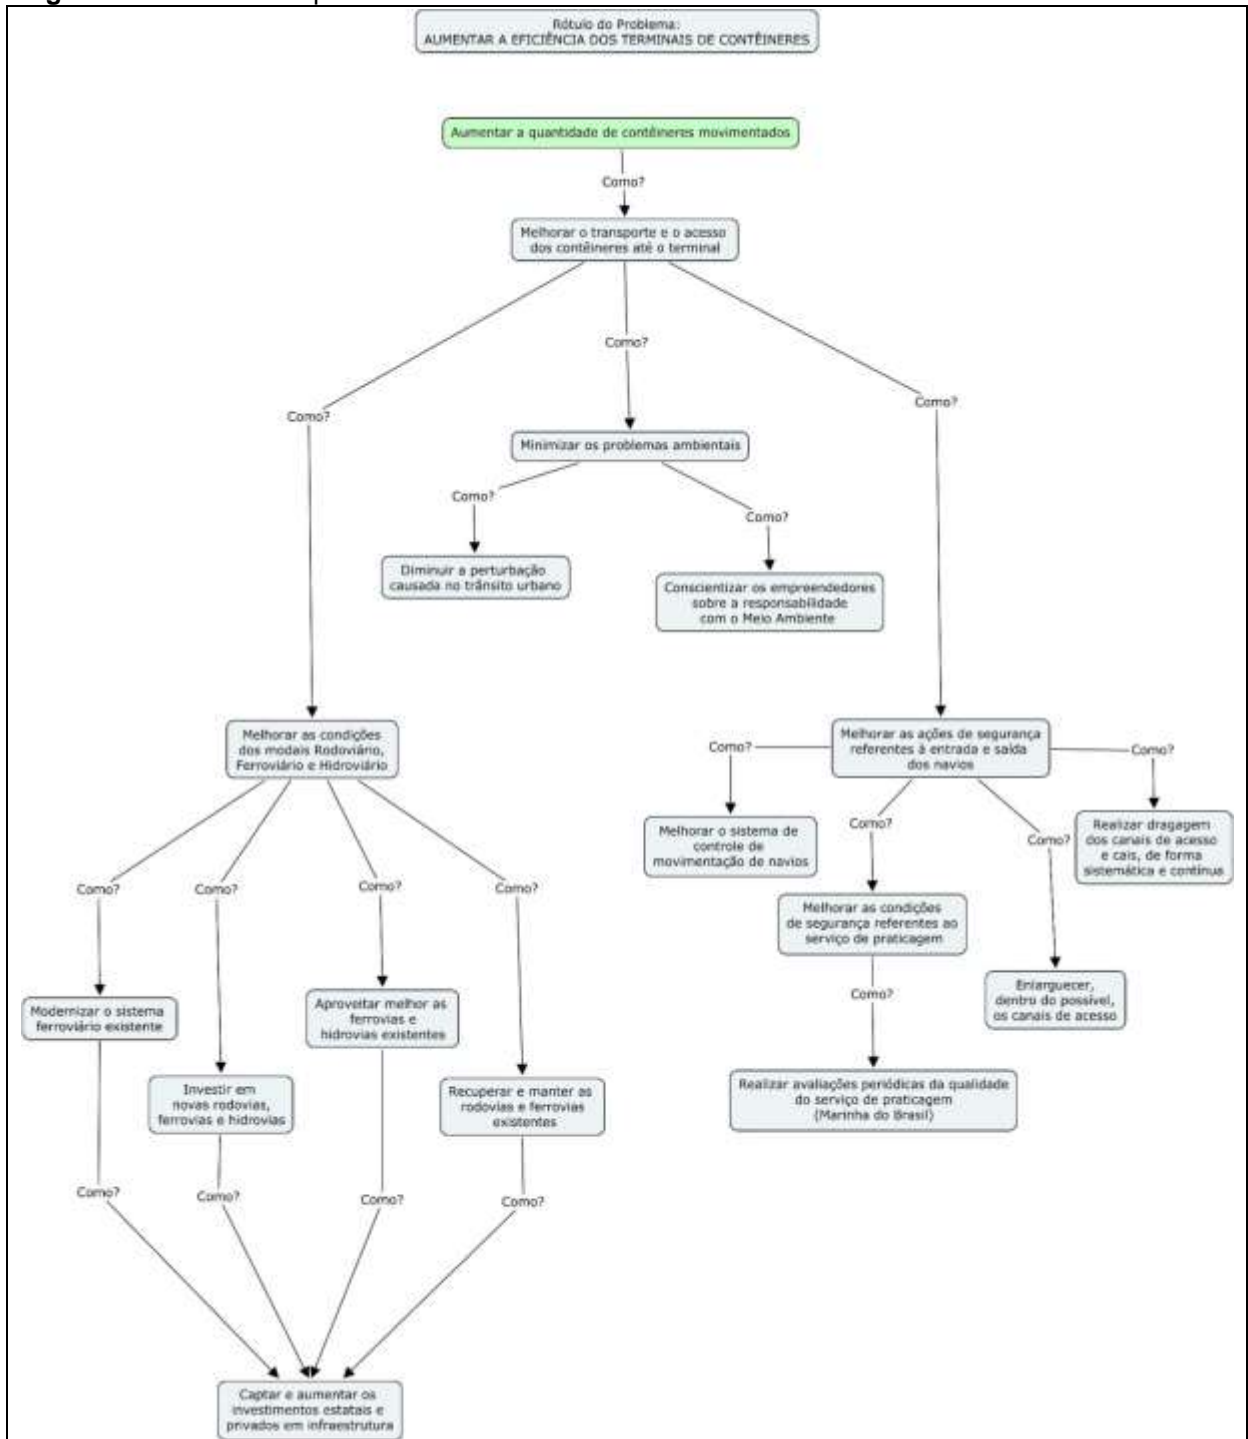 Rótulo do Problema:
AUMENTAR A EFICIÊNCIA DOS TERMINAIS DE CONTÊINERES
Aumentar a quantidade de contêineres movimentados
Como?
Melhorar o transporte e o acesso
dos contêineres até o terminal
Como?
Como?
Como?
Minimizar os problemas ambientais
Como?
Como?
Diminuir a perturbação
causada no trânsito urbano
Conscientizar os empreendedores
sobre a responsabilidade
com o Meio Ambiente
Melhorar as condições
dos modais Rodoviário,
Ferroviário e Hidroviário
Melhorar as ações de segurança
referentes à entrada e saída
dos navios
Como?
Como?
Como?
Como?
Melhorar o sistema de
controle de
movimentação de navios
Realizar dragagem
dos canais de acesso
e cais, de forma
sistemática e contínua
Como?
Como?
Como?
Como?
Melhorar as condições
de segurança referentes ao
serviço de praticagem
Como?
Enlarguecer,
dentro do possível,
os canais de acesso
Modernizar o sistema
ferroviário existente
Aproveitar melhor as
ferrovias e
hidrovias existentes
Investir em
novas rodovias,
ferrovias e hidrovias
Recuperar e manter as
rodovias e ferrovias
existentes
Realizar avaliações periódicas da qualidade
do serviço de praticagem
(Marinha do Brasil)
Como?
Como?
Como?
Como?
Captar e aumentar os
investimentos estatais e
privados em infraestrutura